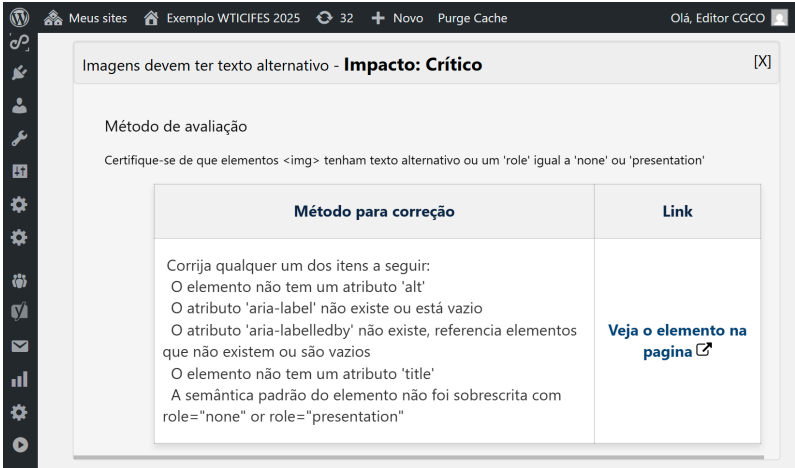 Meus sites Exemplo WTICIFES 2025 32 Novo Purge Cache Olá, Editor CGCO
Imagens devem ter texto alternativo - Impacto: Crítico [X]
Método de avaliação
Certifique-se de que elementos <img> tenham texto alternativo ou um 'role' igual a 'none' ou 'presentation'
Método para correção Link
Corrija qualquer um dos itens a seguir:
O elemento não tem um atributo 'alt'
O atributo 'aria-label' não existe ou está vazio
O atributo 'aria-labelledby' não existe, referencia elementos
que não existem ou são vazios
O elemento não tem um atributo 'title'
A semântica padrão do elemento não foi sobrescrita com
role="none" or role="presentation"
Veja o elemento na
pagina